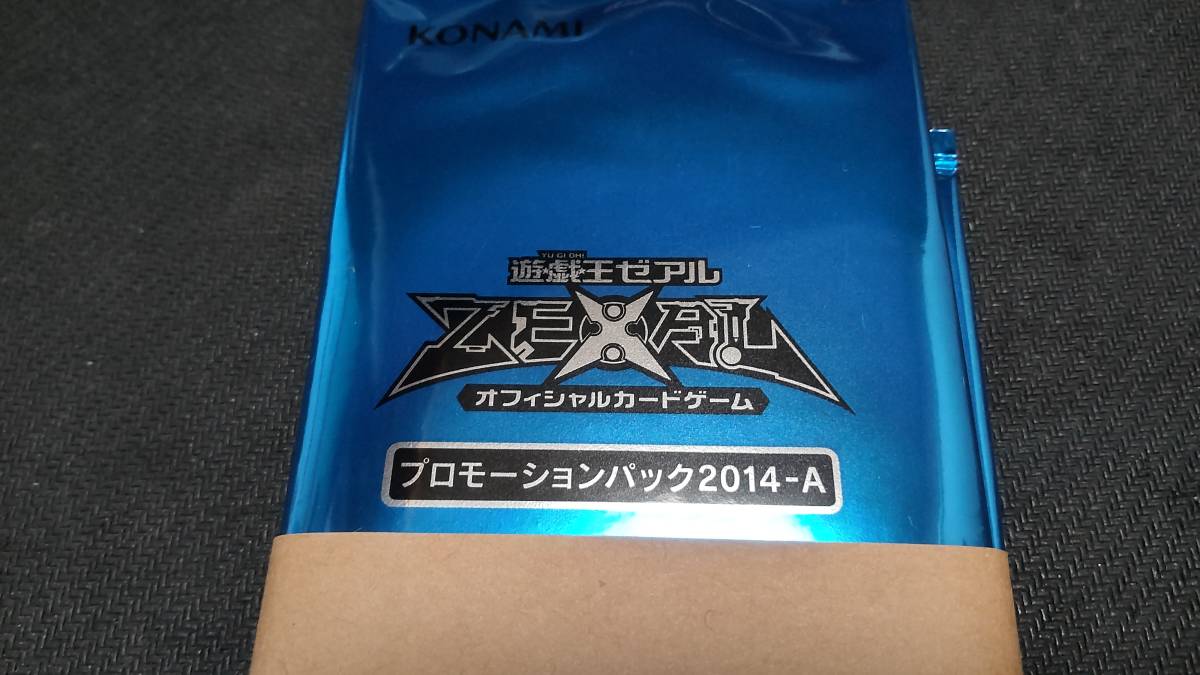 KONAMI
YU-GI-OH!
遊☆戯☆王ゼアル
ZEXAL
オフィシャルカードゲーム
プロモーションパック2014-A